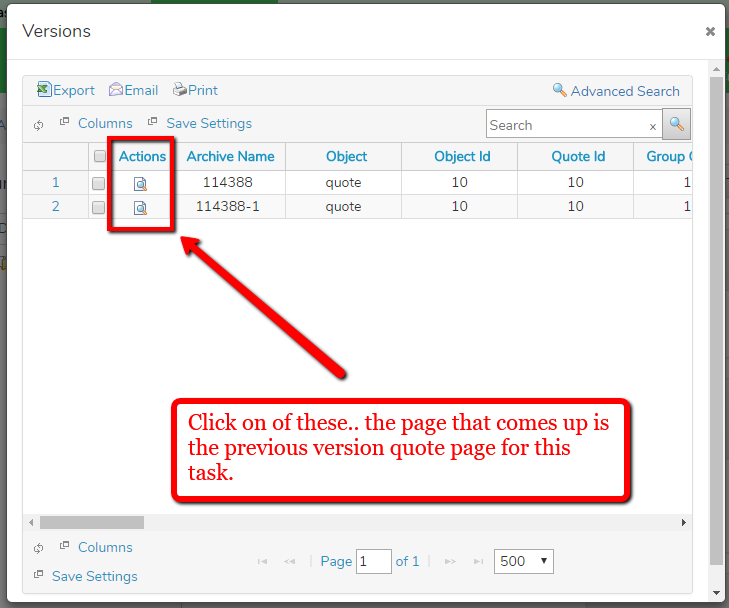 Versions
Export Email Print Advanced Search
Columns Save Settings Search x
Actions Archive Name Object Object Id Quote Id Group
1 114388 quote 10 10 1
2 114388-1 quote 10 10 1
Click on of these.. the page that comes up is
the previous version quote page for this
task.
Columns
Page 1 of 1 500
Save Settings